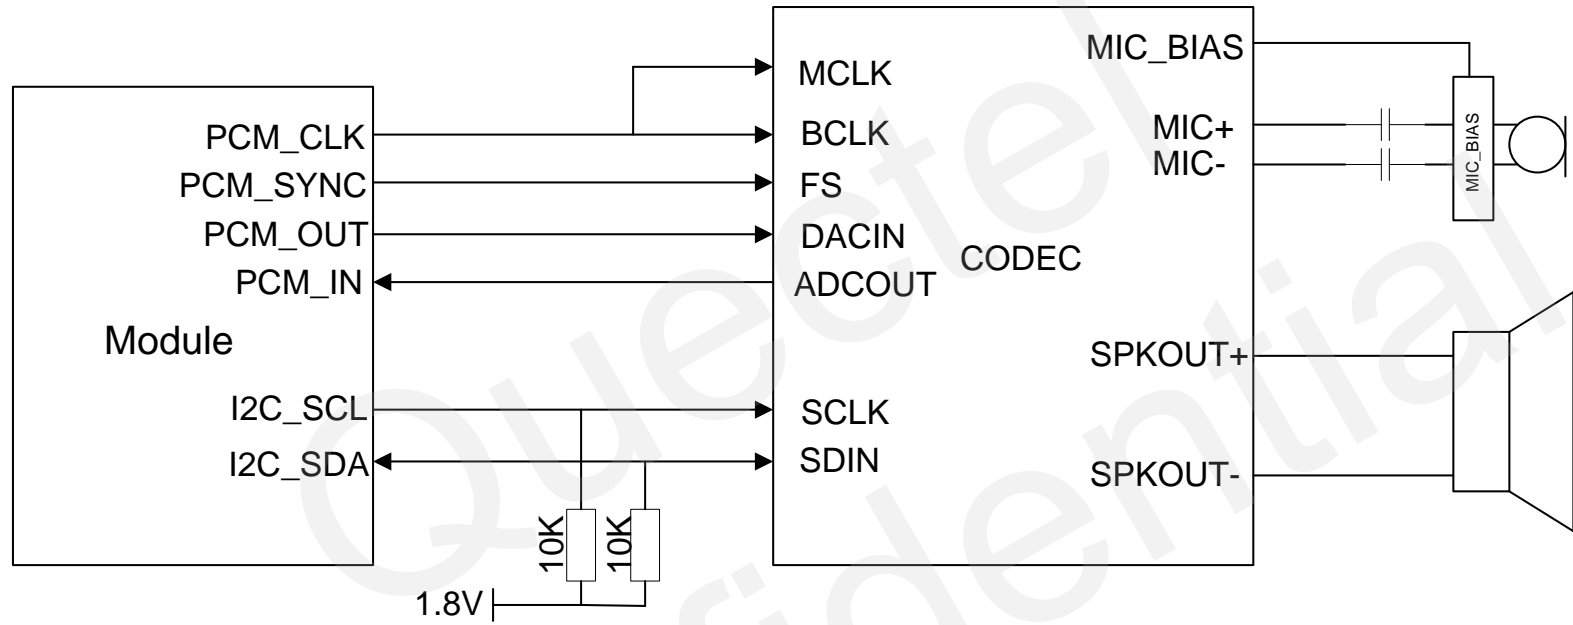 MIC_BIAS
MCLK
PCM_CLK
BCLK
MIC+
MIC-
MIC_BIAS
PCM_SYNC
FS
PCM_OUT
DACIN
CODEC
PCM_IN
ADCOUT
Module
SPKOUT+
I2C_SCL
SCLK
I2C_SDA
SDIN
SPKOUT-
10K
10K
1.8V
Quectel
fidential